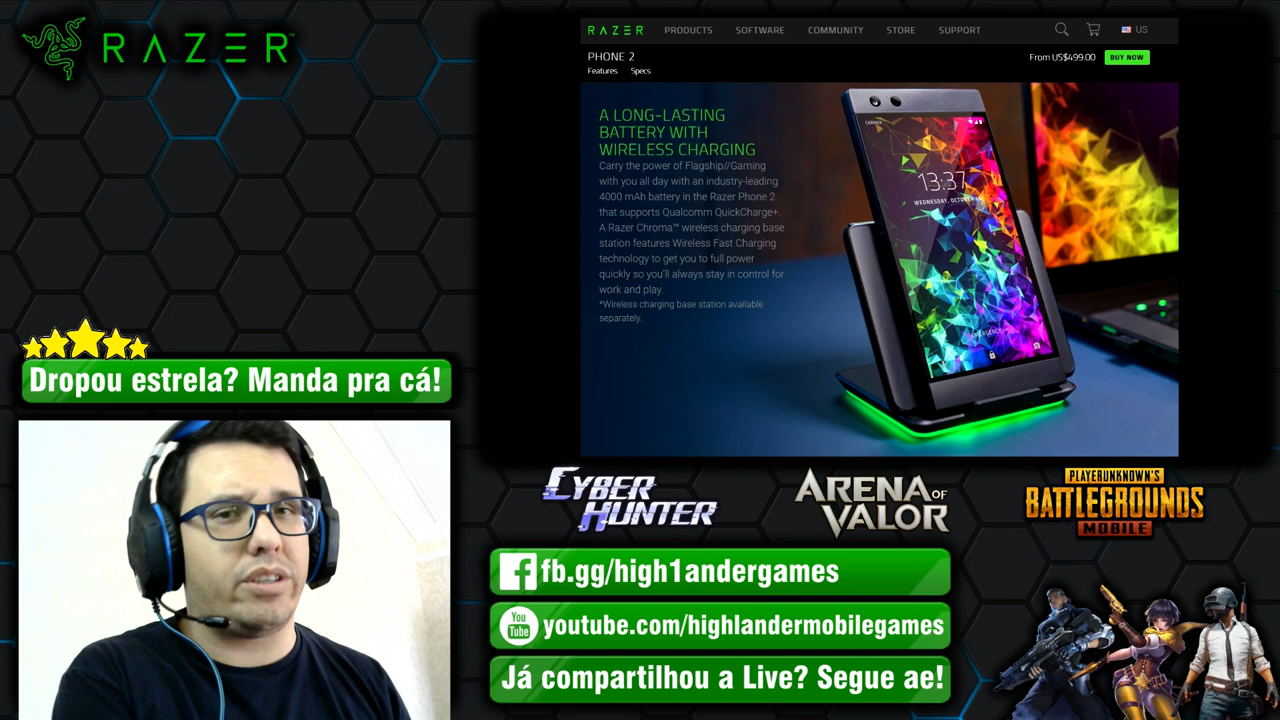 RAZER™
RAZER
PRODUCTS
SOFTWARE
COMMUNITY
STORE
SUPPORT
US
PHONE 2
From US$499.00
BUY NOW
Features
Specs
A LONG-LASTING
BATTERY WITH
WIRELESS CHARGING
Carry the power of Flagship//Gaming
with you all day with an industry-leading
4000 mAh battery in the Razer Phone 2
that supports Qualcomm QuickCharge+.
A Razer Chroma™ wireless charging base
station features Wireless Fast Charging
technology to get you to full power
quickly so you'll always stay in control for
work and play.
*Wireless charging base station available
separately.
CARRIER
13:37
WEDNESDAY, OCTOBER
EMERGENCY
Dropou estrela? Manda pra cá!
CYBER
HUNTER
ARENA OF
VALOR
PLAYERUNKNOWN'S
BATTLEGROUNDS
MOBILE
fb.gg/high1andergames
You
Tube
youtube.com/highlandermobilegames
Já compartilhou a Live? Segue ae!